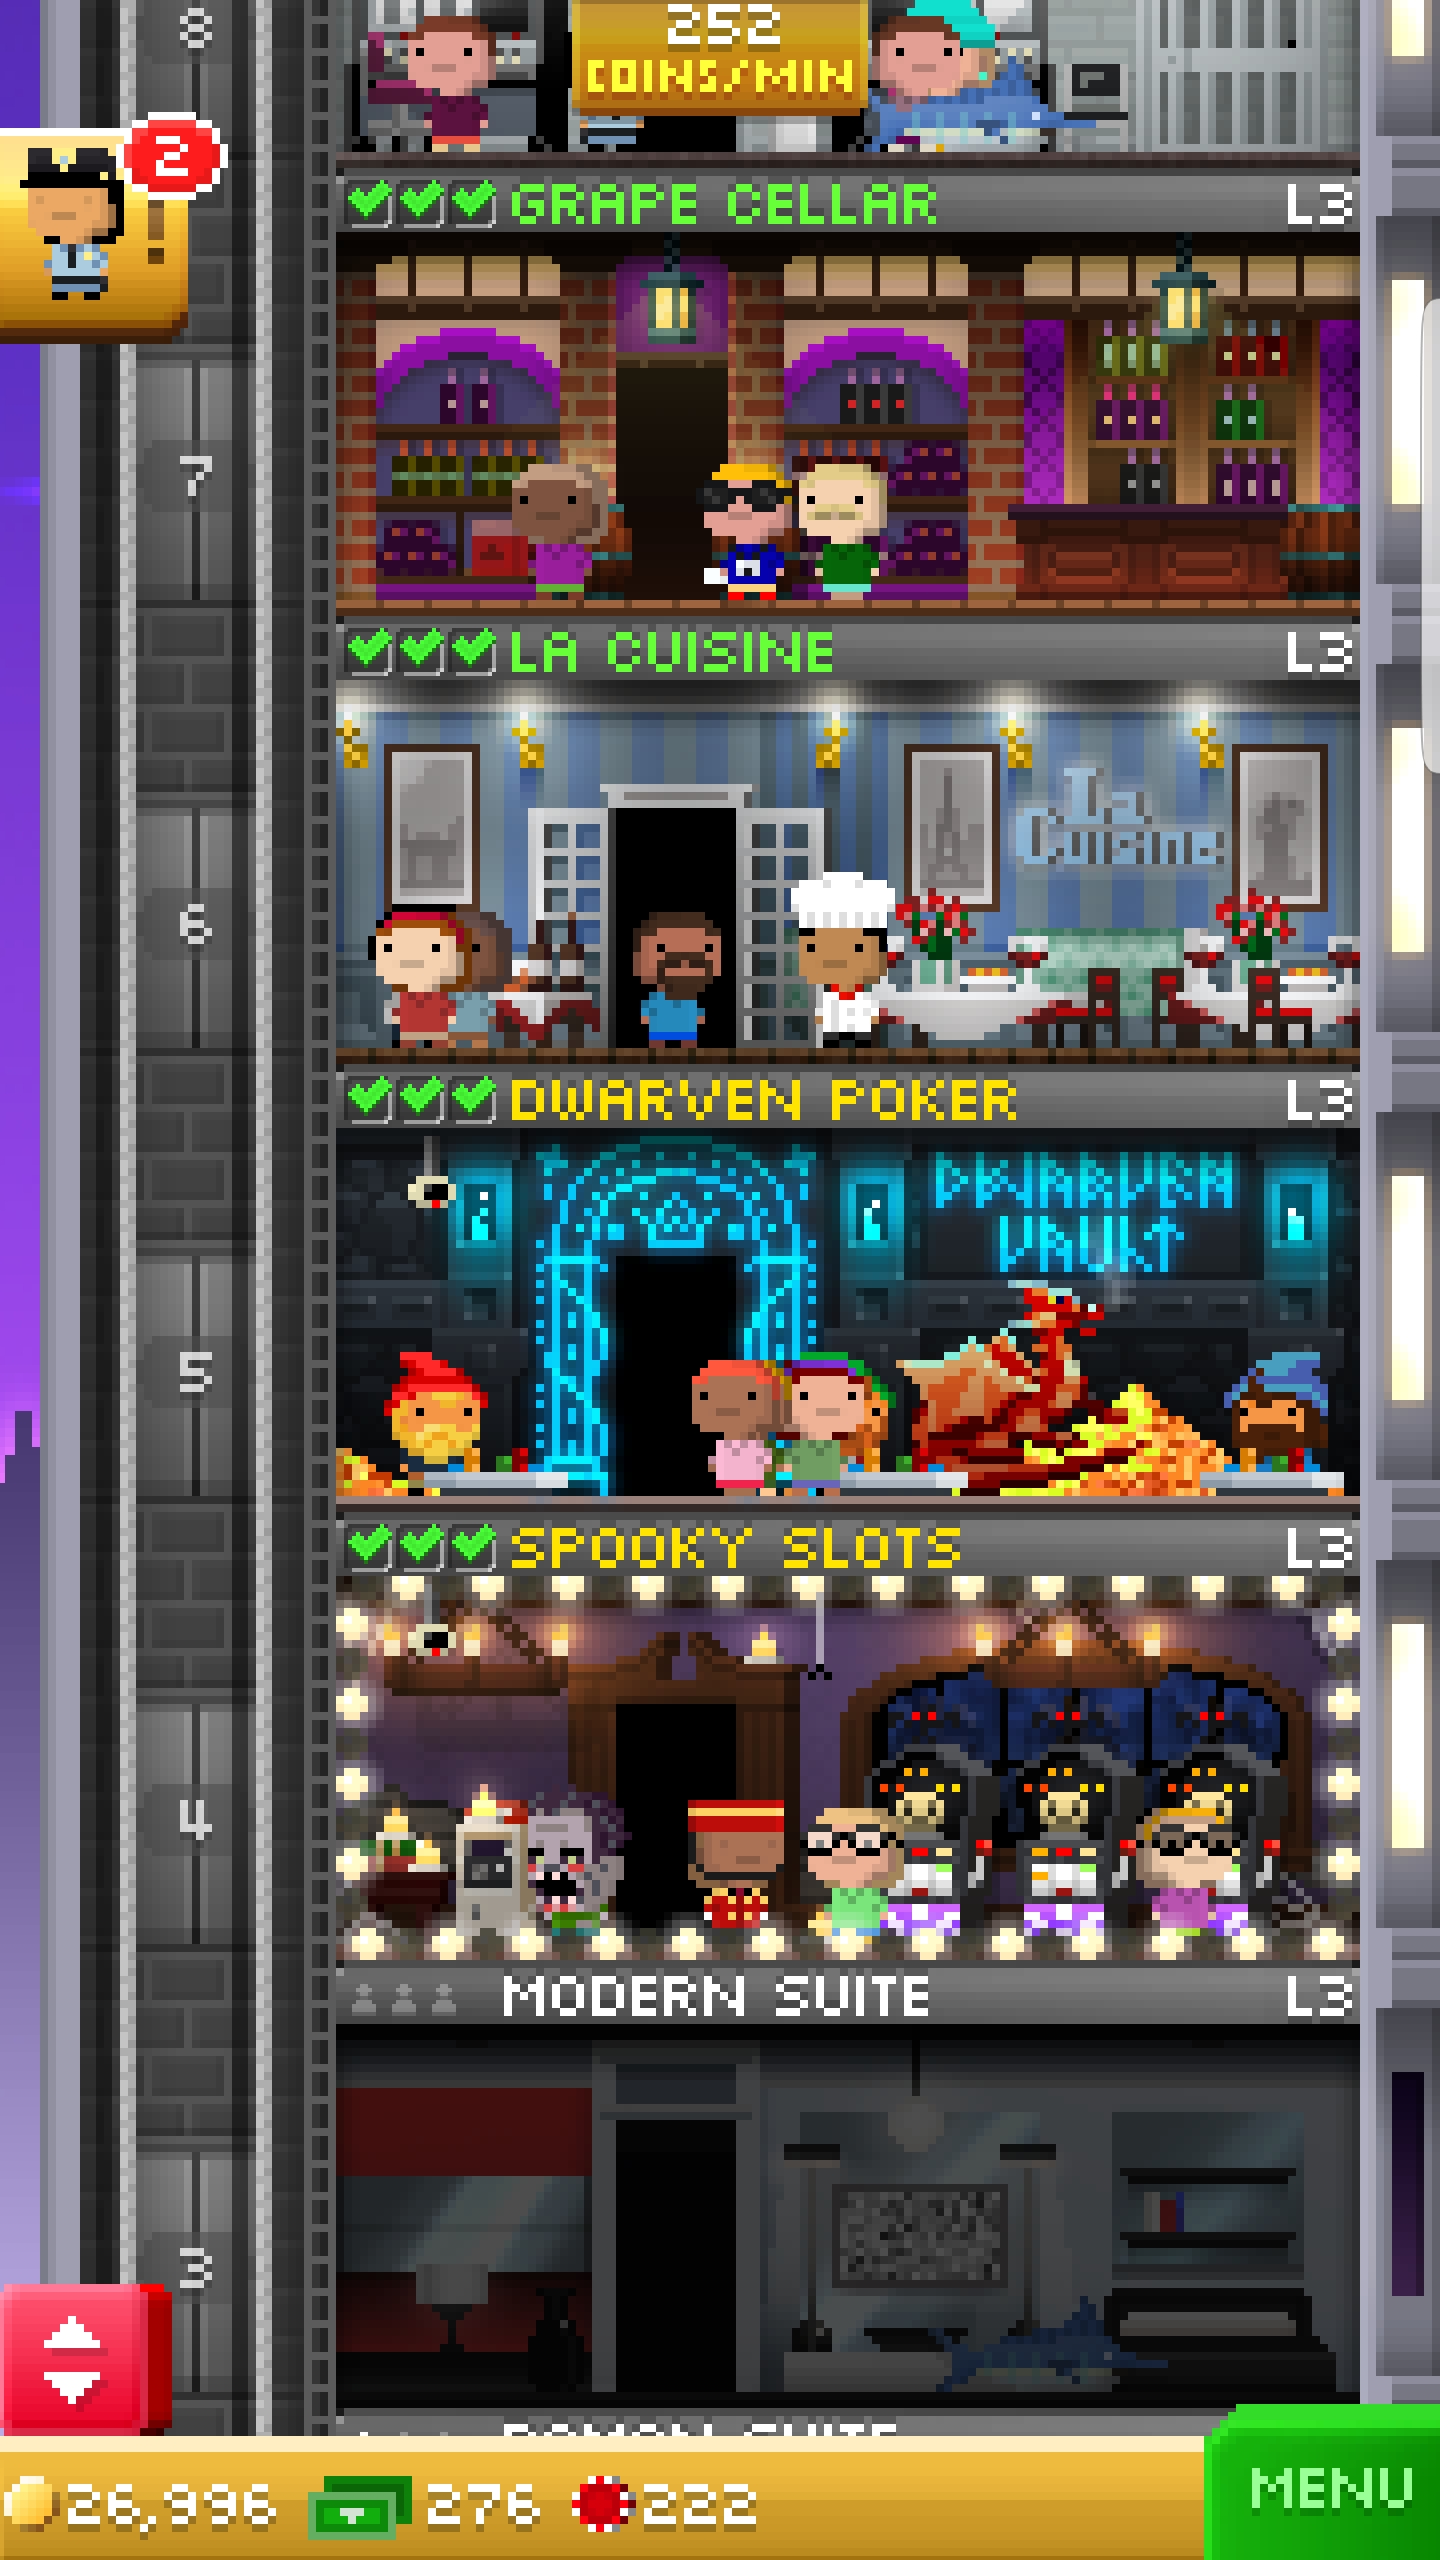 8
252
COINS/MIN
2
!
GRAPE CELLAR L3
7
LA CUISINE L3
La
Cuisine
6
DWARVEN POKER L3
DWARVEN
VAULT
5
SPOOKY SLOTS L3
4
MODERN SUITE L3
3
26,996 276 222
MENU